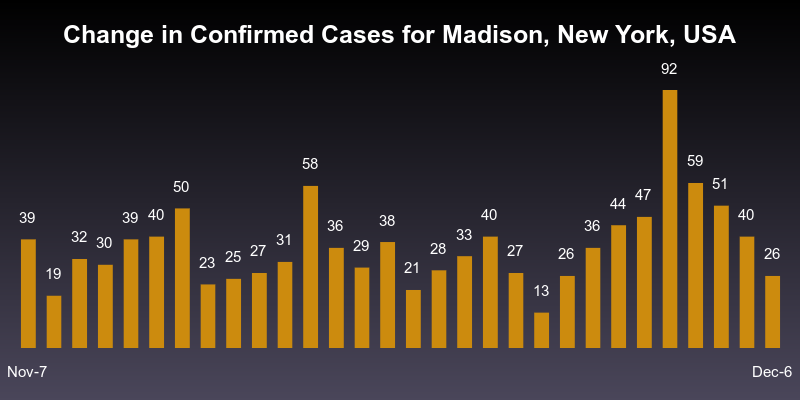 Change in Confirmed Cases for Madison, New York, USA
39 19 32 30 39 40 50 23 25 27 31 58 36 29 38 21 28 33 40 27 13 26 36 44 47 92 59 51 40 26
Nov-7 Dec-6